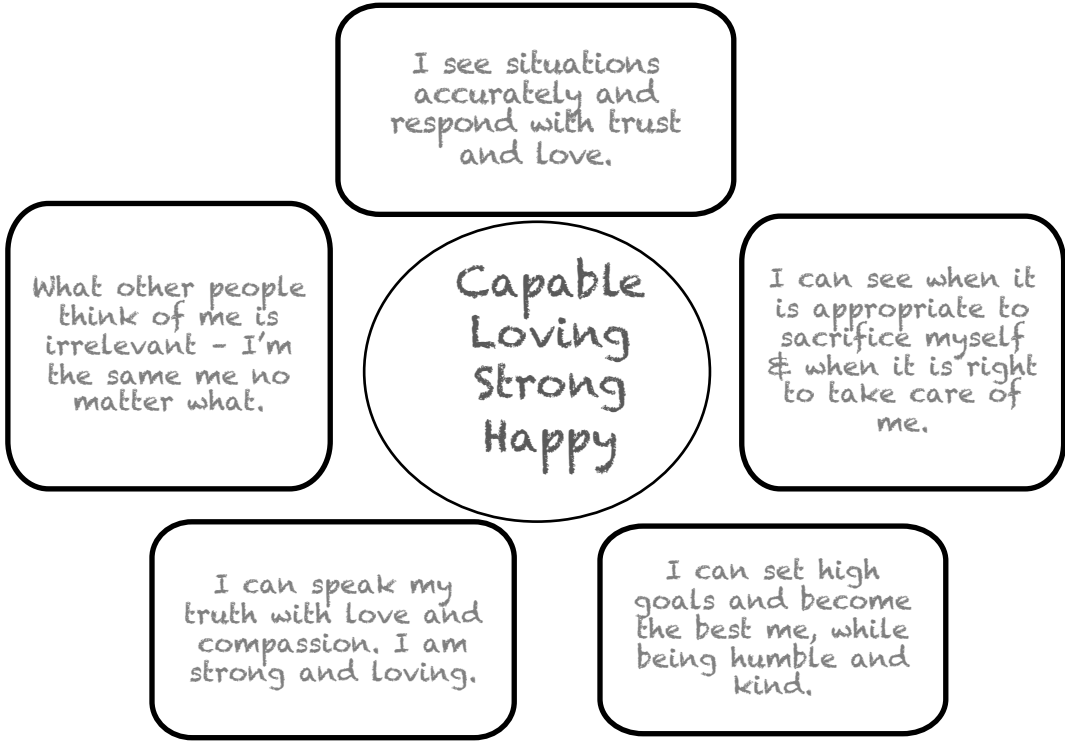 I see situations
accurately and
respond with trust
and love.
What other people
think of me is
irrelevant – I'm
the same me no
matter what.
Capable
Loving
Strong
Happy
I can see when it
is appropriate to
sacrifice myself
& when it is right
to take care of
me.
I can speak my
truth with love and
compassion. I am
strong and loving.
I can set high
goals and become
the best me, while
being humble and
kind.